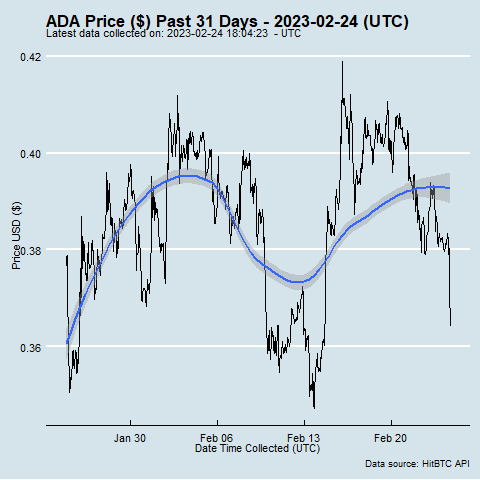 ADA Price ($) Past 31 Days - 2023-02-24 (UTC)
Latest data collected on: 2023-02-24 18:04:23 - UTC
0.42
0.40
0.38
0.36
Price USD ($)
Jan 30
Feb 06
Feb 13
Feb 20
Date Time Collected (UTC)
Data source: HitBTC API